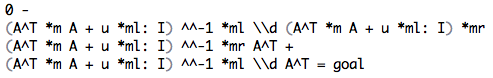 0 -
(A^T *m A + u *ml: I) ^^-1 *ml \\d (A^T *m A + u *ml: I) *mr
(A^T *m A + u *ml: I) ^^-1 *mr A^T +
(A^T *m A + u *ml: I) ^^-1 *ml \\d A^T = goal